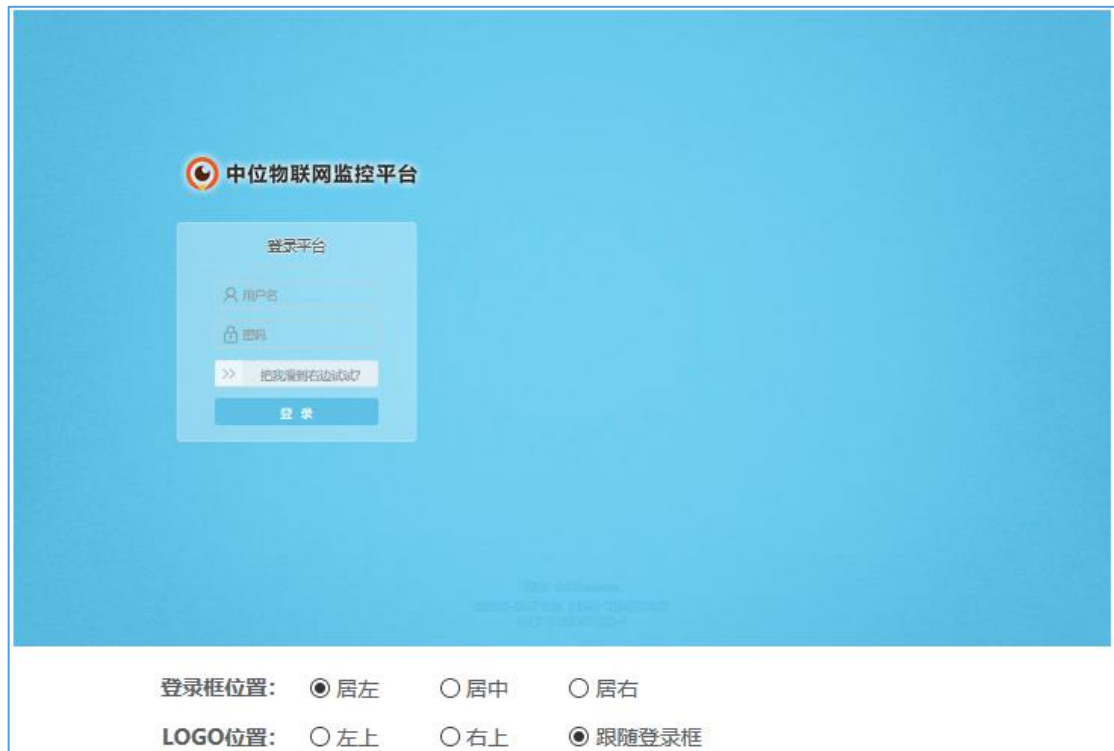 中位物联网监控平台
登录平台
用户名
密码
>> 把我滑到右边试试?
登 录
登录框位置： 居左 居中 居右
LOGO位置： 左上 右上 跟随登录框